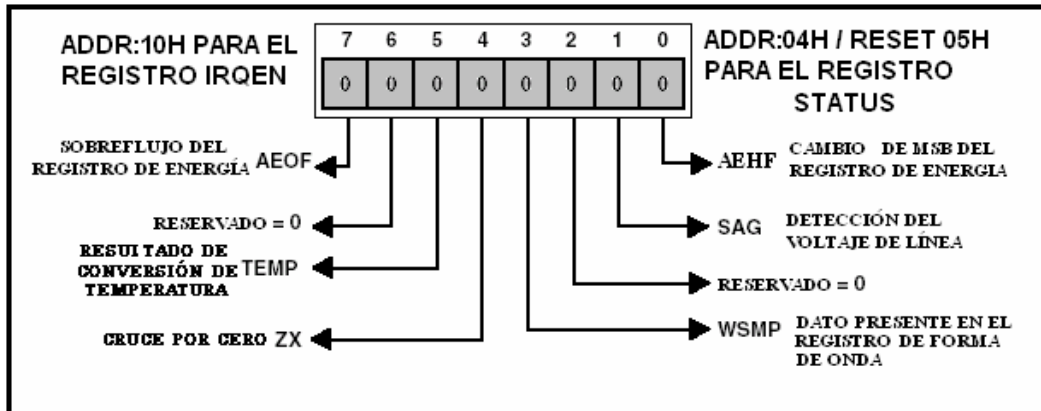 ADDR:10H PARA EL
REGISTRO IRQEN
7 6 5 4 3 2 1 0
0 0 0 0 0 0 0 0
ADDR:04H / RESET 05H
PARA EL REGISTRO
STATUS
SOBREFLUJO DEL
REGISTRO DE ENERGÍA AEOF
RESERVADO = 0
RESUITADO DE
CONVERSIÓN DE TEMP
TEMPERATURA
CRUCE POR CERO ZX
AEHF CAMBIO DE MSB DEL
REGISTRO DE ENERGIA
SAG DETECCIÓN DEL
VOLTAJE DE LÍNEA
RESERVADO = 0
WSMP DATO PRESENTE EN EL
REGISTRO DE FORMA
DE ONDA